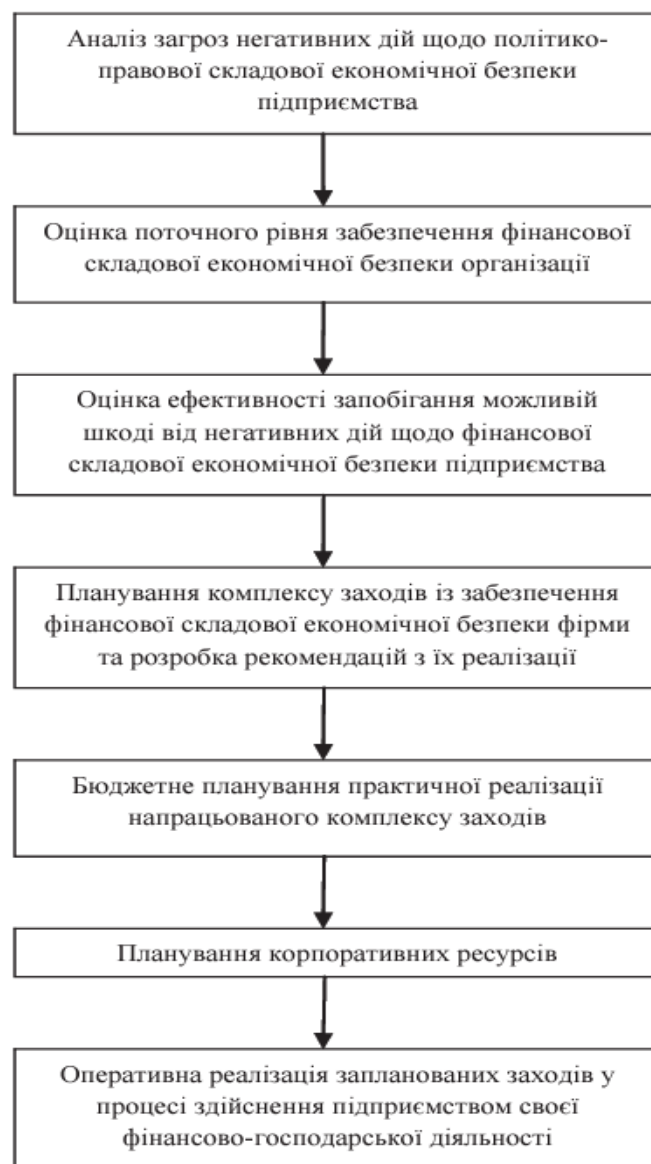 Аналіз загроз негативних дій щодо політико-
правової складової економічної безпеки
підприємства
Оцінка поточного рівня забезпечення фінансової
складової економічної безпеки організації
Оцінка ефективності запобігання можливій
шкоді від негативних дій щодо фінансової
складової економічної безпеки підприємства
Планування комплексу заходів із забезпечення
фінансової складової економічної безпеки фірми
та розробка рекомендацій з їх реалізації
Бюджетне планування практичної реалізації
напрацьованого комплексу заходів
Планування корпоративних ресурсів
Оперативна реалізація запланованих заходів у
процесі здійснення підприємством своєї
фінансово-господарської діяльності